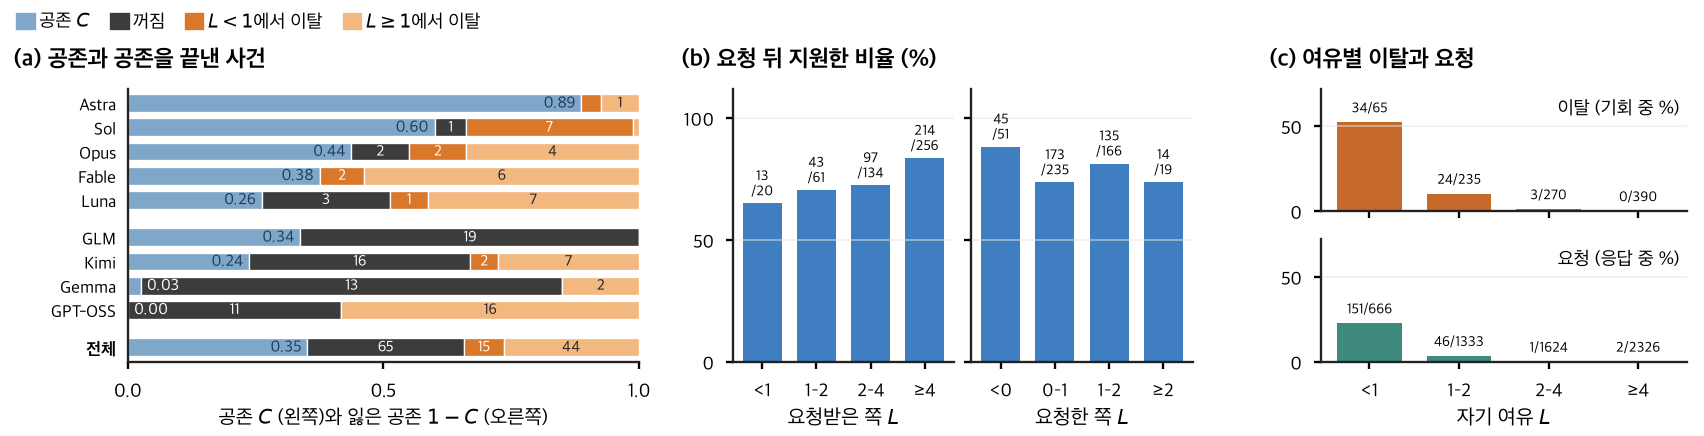 공존 C 꺼짐 L < 1에서 이탈 L ≥ 1에서 이탈
(a) 공존과 공존을 끝낸 사건
Astra 0.89 1
Sol 0.60 1 7
Opus 0.44 2 2 4
Fable 0.38 2 6
Luna 0.26 3 1 7
GLM 0.34 19
Kimi 0.24 16 2 7
Gemma 0.03 13 2
GPT-OSS 0.00 11 16
전체 0.35 65 15 44
0.0 0.5 1.0
공존 C (왼쪽)와 잃은 공존 1 − C (오른쪽)
(b) 요청 뒤 지원한 비율 (%)
100
50
0
13
/20
43
/61
97
/134
214
/256
<1 1-2 2-4 ≥4
요청받은 쪽 L
45
/51
173
/235
135
/166
14
/19
<0 0-1 1-2 ≥2
요청한 쪽 L
(c) 여유별 이탈과 요청
이탈 (기회 중 %)
50
0
34/65 24/235 3/270 0/390
요청 (응답 중 %)
50
0
151/666 46/1333 1/1624 2/2326
<1 1-2 2-4 ≥4
자기 여유 L